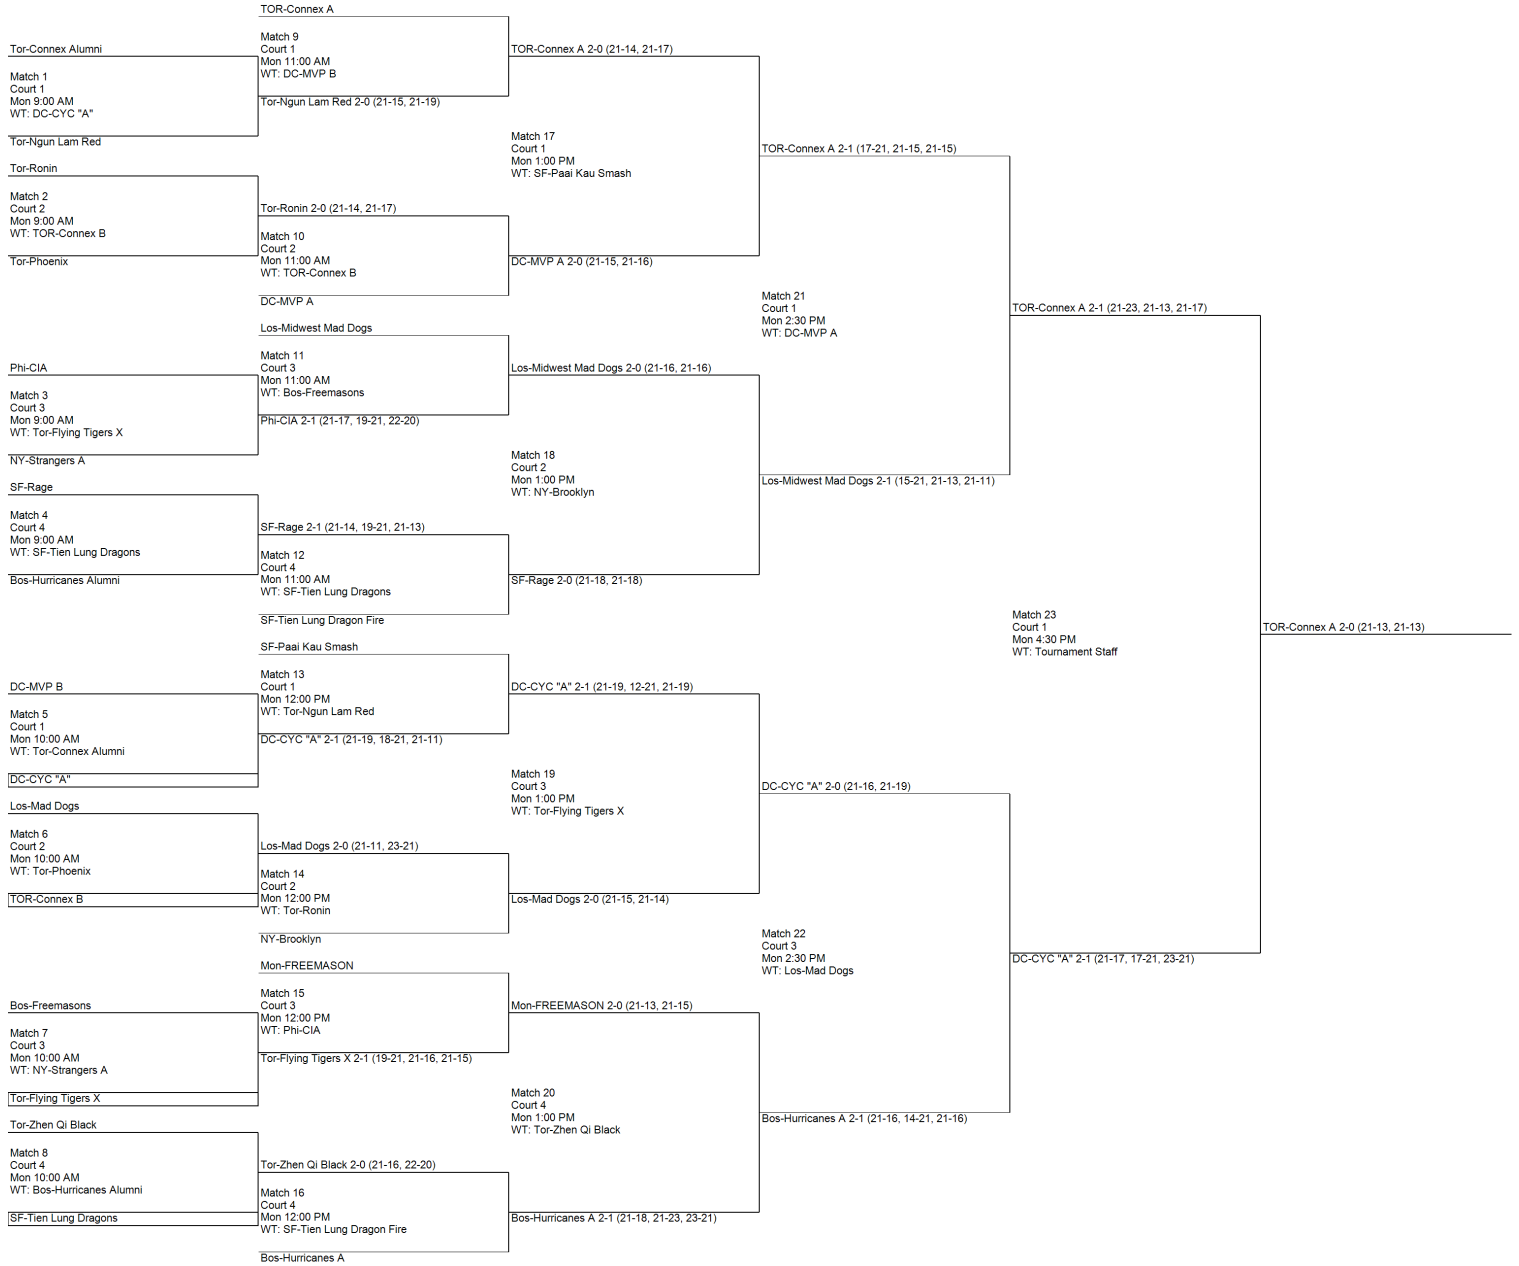 TOR-Connex A
Tor-Connex Alumni
Match 9
Court 1
Mon 11:00 AM
WT: DC-MVP B
TOR-Connex A 2-0 (21-14, 21-17)
Match 1
Court 1
Mon 9:00 AM
WT: DC-CYC "A"
Tor-Ngun Lam Red 2-0 (21-15, 21-19)
Tor-Ngun Lam Red
Match 17
Court 1
Mon 1:00 PM
WT: SF-Paai Kau Smash
TOR-Connex A 2-1 (17-21, 21-15, 21-15)
Tor-Ronin
Match 2
Court 2
Mon 9:00 AM
WT: TOR-Connex B
Tor-Ronin 2-0 (21-14, 21-17)
Match 10
Court 2
Mon 11:00 AM
WT: TOR-Connex B
Tor-Phoenix
DC-MVP A 2-0 (21-15, 21-16)
DC-MVP A
Match 21
Court 1
Mon 2:30 PM
WT: DC-MVP A
TOR-Connex A 2-1 (21-23, 21-13, 21-17)
Los-Midwest Mad Dogs
Match 11
Court 3
Mon 11:00 AM
WT: Bos-Freemasons
Phi-CIA
Los-Midwest Mad Dogs 2-0 (21-16, 21-16)
Match 3
Court 3
Mon 9:00 AM
WT: Tor-Flying Tigers X
Phi-CIA 2-1 (21-17, 19-21, 22-20)
NY-Strangers A
Match 18
Court 2
Mon 1:00 PM
WT: NY-Brooklyn
Los-Midwest Mad Dogs 2-1 (15-21, 21-13, 21-11)
SF-Rage
Match 4
Court 4
Mon 9:00 AM
WT: SF-Tien Lung Dragons
SF-Rage 2-1 (21-14, 19-21, 21-13)
Match 12
Court 4
Mon 11:00 AM
WT: SF-Tien Lung Dragons
Bos-Hurricanes Alumni
SF-Rage 2-0 (21-18, 21-18)
SF-Tien Lung Dragon Fire
Match 23
Court 1
Mon 4:30 PM
WT: Tournament Staff
TOR-Connex A 2-0 (21-13, 21-13)
SF-Paai Kau Smash
Match 13
Court 1
Mon 12:00 PM
WT: Tor-Ngun Lam Red
DC-MVP B
DC-CYC "A" 2-1 (21-19, 12-21, 21-19)
Match 5
Court 1
Mon 10:00 AM
WT: Tor-Connex Alumni
DC-CYC "A" 2-1 (21-19, 18-21, 21-11)
DC-CYC "A"
Match 19
Court 3
Mon 1:00 PM
WT: Tor-Flying Tigers X
DC-CYC "A" 2-0 (21-16, 21-19)
Los-Mad Dogs
Match 6
Court 2
Mon 10:00 AM
WT: Tor-Phoenix
Los-Mad Dogs 2-0 (21-11, 23-21)
Match 14
Court 2
Mon 12:00 PM
WT: Tor-Ronin
TOR-Connex B
Los-Mad Dogs 2-0 (21-15, 21-14)
NY-Brooklyn
Match 22
Court 3
Mon 2:30 PM
WT: Los-Mad Dogs
DC-CYC "A" 2-1 (21-17, 17-21, 23-21)
Mon-FREEMASON
Match 15
Court 3
Mon 12:00 PM
WT: Phi-CIA
Bos-Freemasons
Mon-FREEMASON 2-0 (21-13, 21-15)
Match 7
Court 3
Mon 10:00 AM
WT: NY-Strangers A
Tor-Flying Tigers X 2-1 (19-21, 21-16, 21-15)
Tor-Flying Tigers X
Match 20
Court 4
Mon 1:00 PM
WT: Tor-Zhen Qi Black
Bos-Hurricanes A 2-1 (21-16, 14-21, 21-16)
Tor-Zhen Qi Black
Match 8
Court 4
Mon 10:00 AM
WT: Bos-Hurricanes Alumni
Tor-Zhen Qi Black 2-0 (21-16, 22-20)
Match 16
Court 4
Mon 12:00 PM
WT: SF-Tien Lung Dragon Fire
SF-Tien Lung Dragons
Bos-Hurricanes A 2-1 (21-18, 21-23, 23-21)
Bos-Hurricanes A